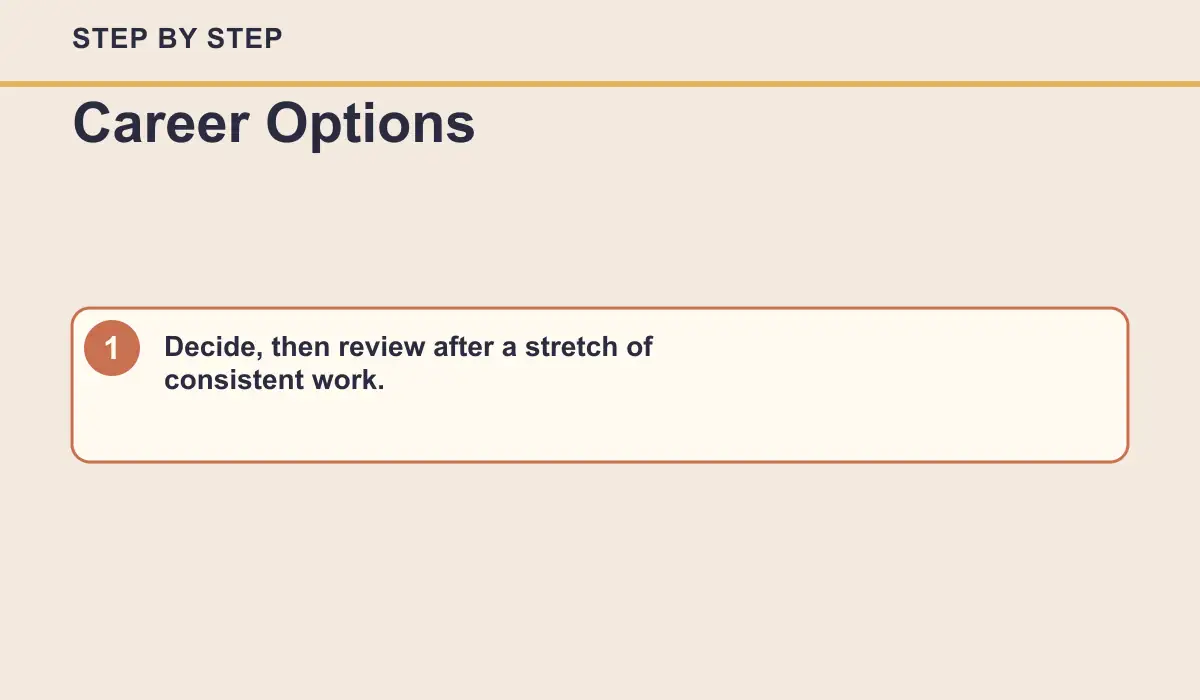 STEP BY STEP
Career Options
1
Decide, then review after a stretch of
consistent work.